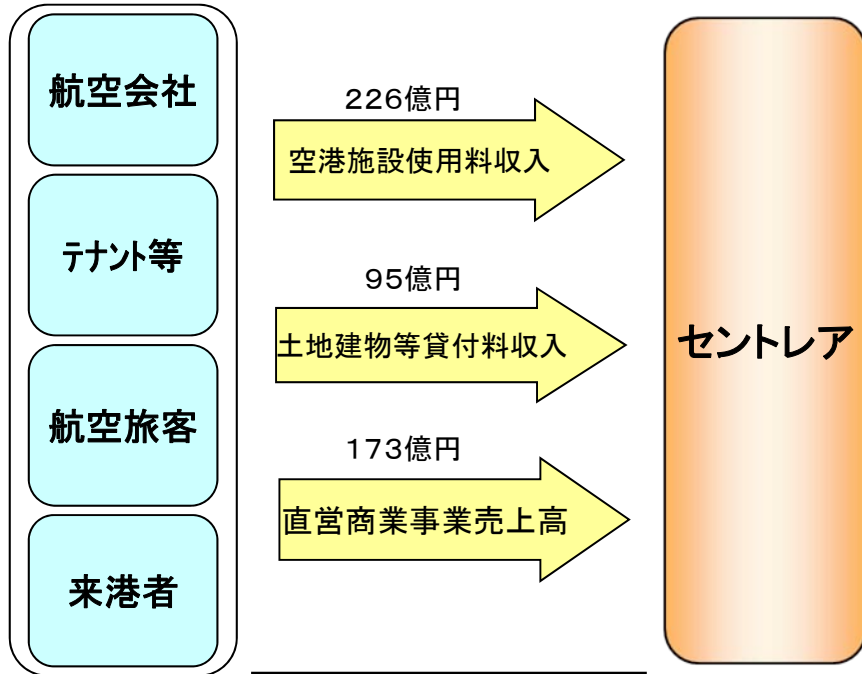 航空会社
テナント等
航空旅客
来港者
226億円
空港施設使用料収入
95億円
土地建物等貸付料収入
173億円
直営商業事業売上高
セントレア